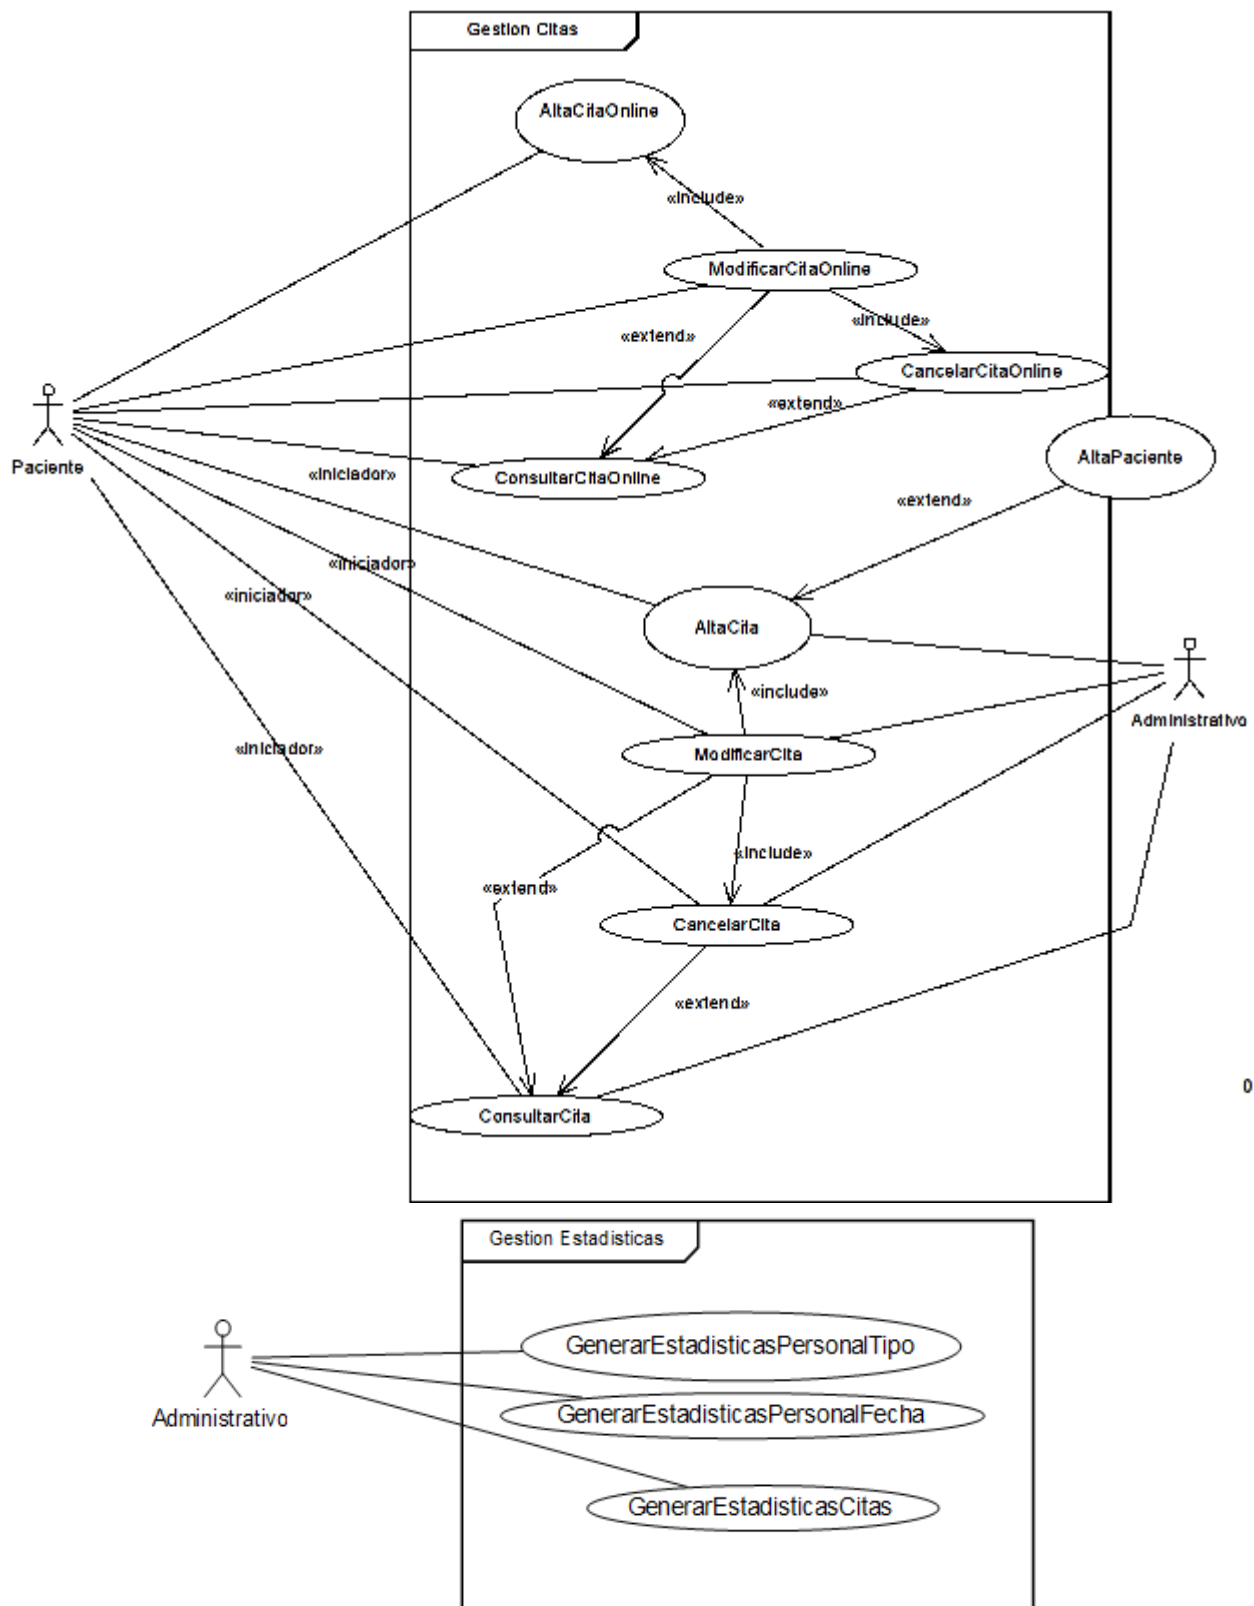 Gestion Citas
AltaCitaOnline
«include»
ModificarCitaOnline
«include»
«extend»
CancelarCitaOnline
«extend»
AltaPaciente
Paciente
«iniciador»
ConsultarCitaOnline
«extend»
«iniciador»
«iniciador»
AltaCita
«include»
Administrativo
«iniciador»
ModificarCita
«include»
«extend»
CancelarCita
«extend»
0
ConsultarCita
Gestion Estadisticas
GenerarEstadisticasPersonalTipo
Administrativo
GenerarEstadisticasPersonalFecha
GenerarEstadisticasCitas